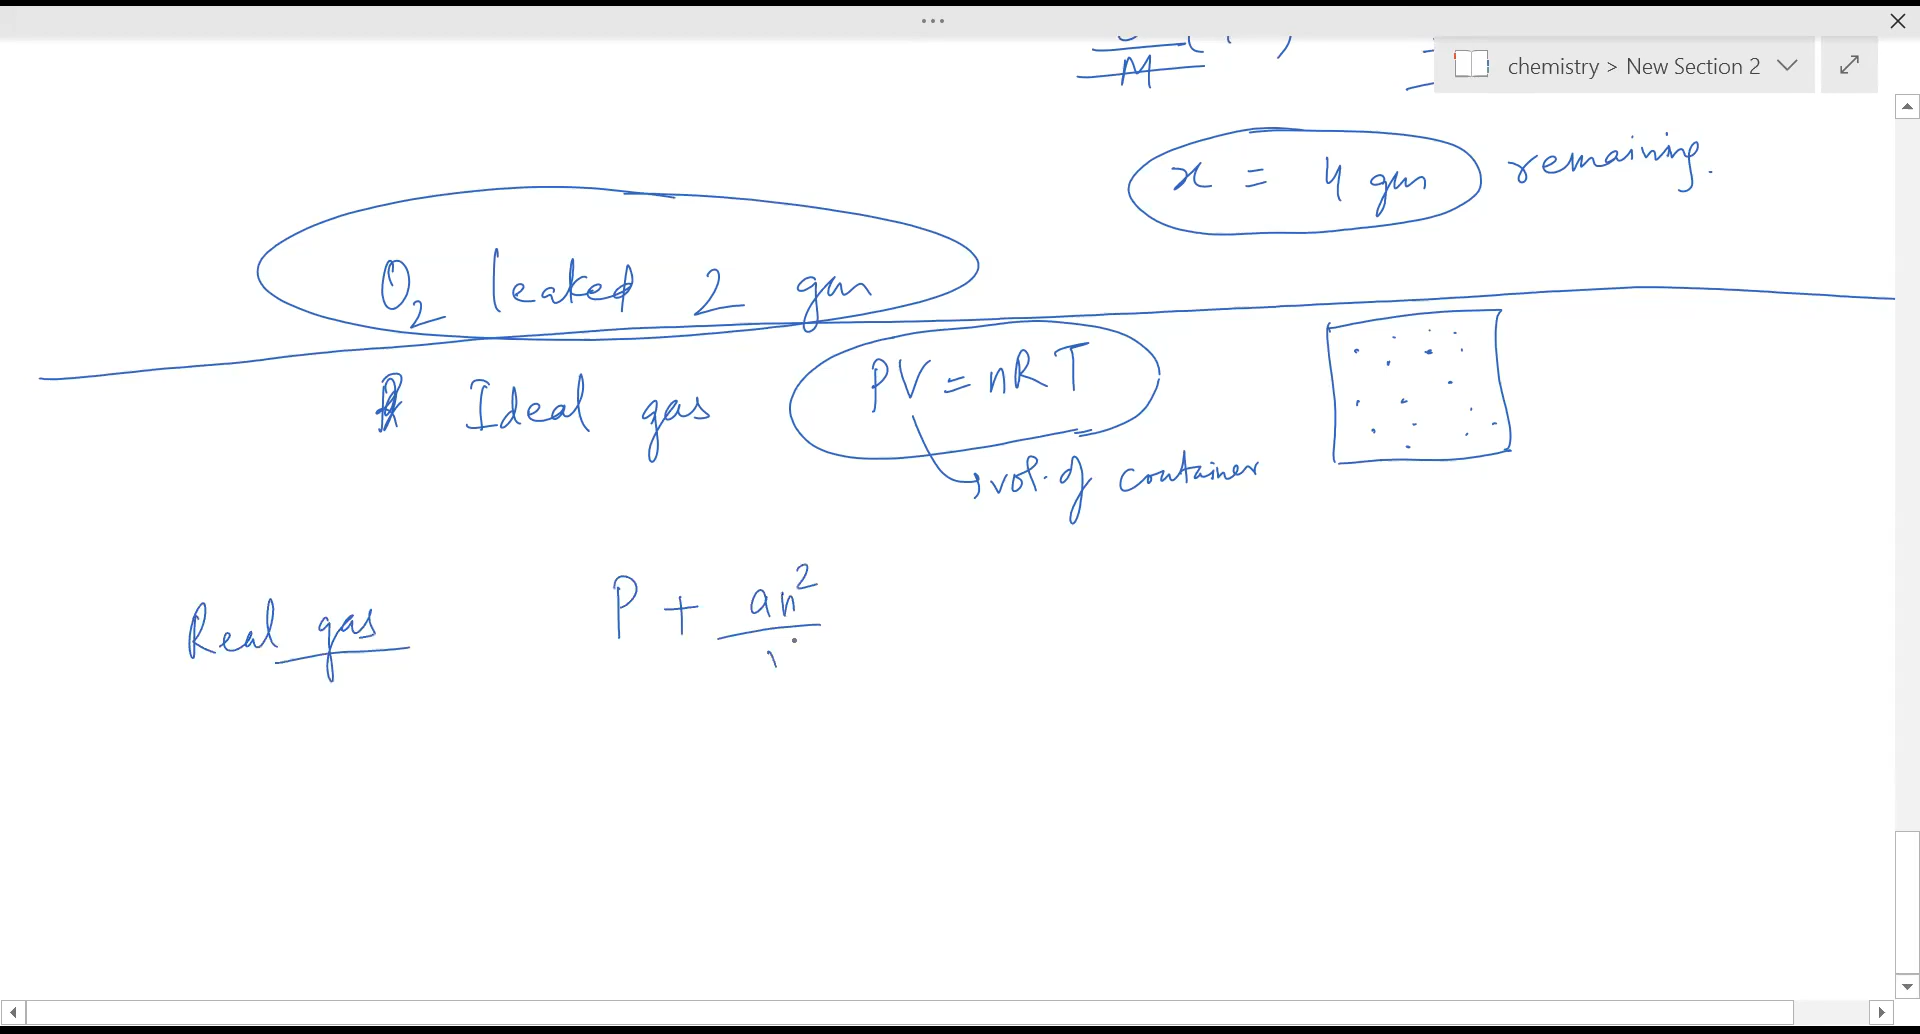 chemistry > New Section 2
M
x = 4 gm remaining.
O₂ leaked 2 gm
Ideal gas PV = nRT
→ vol. of container
Real gas P + an²